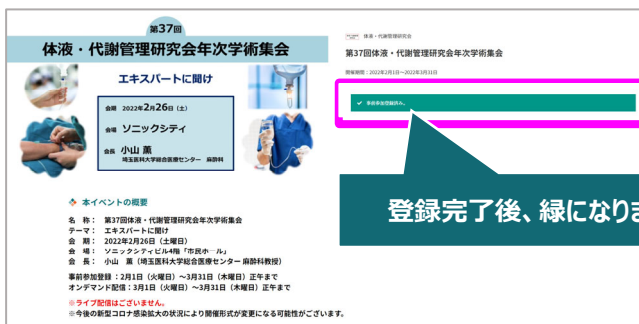 第37回
体液・代謝管理研究会年次学術集会
エキスパートに聞け
会期 2022年2月26日（土）
会場 ソニックシティ
会長 小山 薫
埼玉医科大学総合医療センター 麻酔科
本イベントの概要
名 称： 第37回体液・代謝管理研究会年次学術集会
テーマ： エキスパートに聞け
会 期： 2022年2月26日（土曜日）
会 場： ソニックシティビル4階「市民ホール」
会 長： 小山 薫（埼玉医科大学総合医療センター 麻酔科教授）
事前参加登録：2月1日（火曜日）～3月31日（木曜日）正午まで
オンデマンド配信：3月1日（火曜日）～3月31日（木曜日）正午まで
※ライブ配信はございません。
※今後の新型コロナ感染拡大の状況により開催形式が変更になる可能性がございます。
体液・代謝管理研究会
第37回体液・代謝管理研究会年次学術集会
開催期間：2022年2月1日～2022年3月31日
事前参加登録済み。
登録完了後、緑になりま